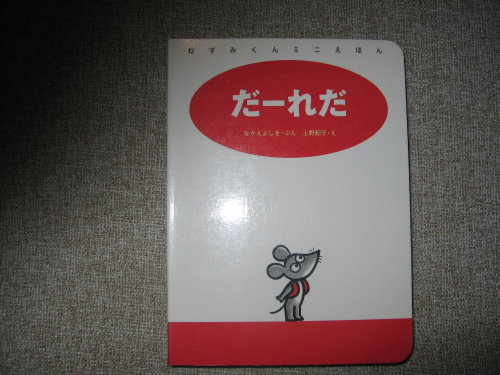 ねずみくんミニえほん
だーれだ
なかえよしを・ぶん 上野紀子・え